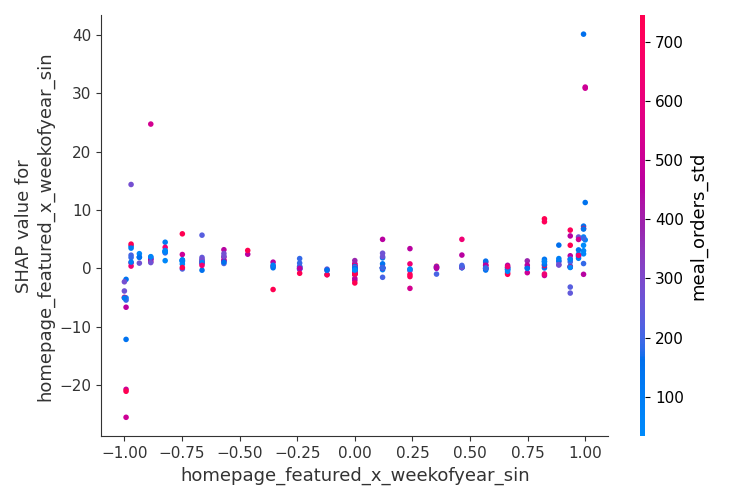 40
30
20
10
0
−10
−20
SHAP value for
homepage_featured_x_weekofyear_sin
−1.00 −0.75 −0.50 −0.25 0.00 0.25 0.50 0.75 1.00
homepage_featured_x_weekofyear_sin
700
600
500
400
300
200
100
meal_orders_std